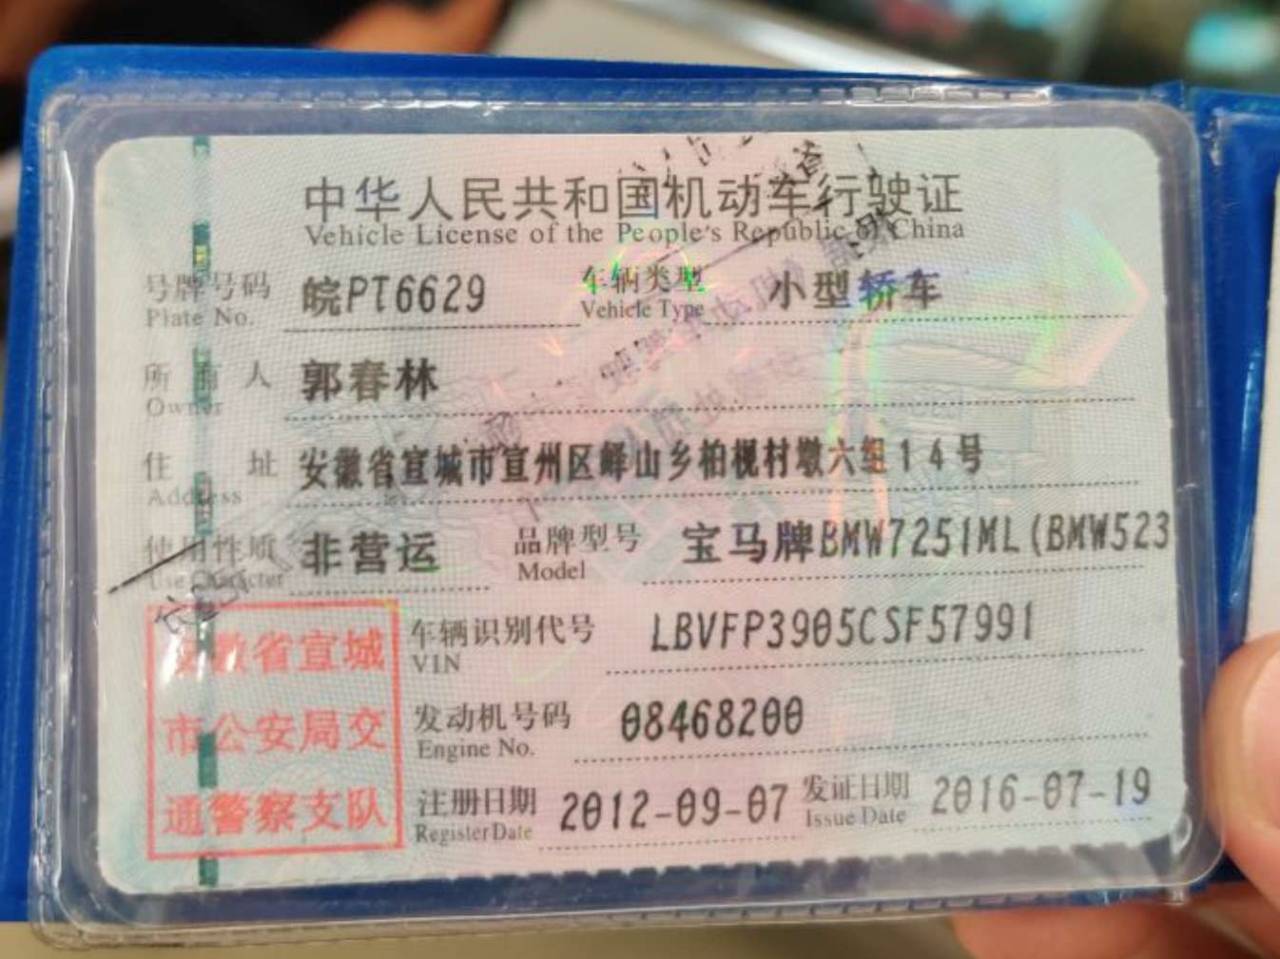 中华人民共和国机动车行驶证
Vehicle License of the People's Republic of China
号牌号码 皖PT6629 车辆类型 小型轿车
Plate No. Vehicle Type
所有人 郭春林
Owner
住址 安徽省宣城市宣州区峄山乡柏枧村墩六组14号
Address
使用性质 非营运 品牌型号 宝马牌BMW7251ML(BMW523
Use Character Model
车辆识别代号 LBVFP3905CSF57991
VIN
发动机号码 08468200
Engine No.
注册日期 2012-09-07 发证日期 2016-07-19
Register Date Issue Date
安徽省宣城
市公安局交
通警察支队